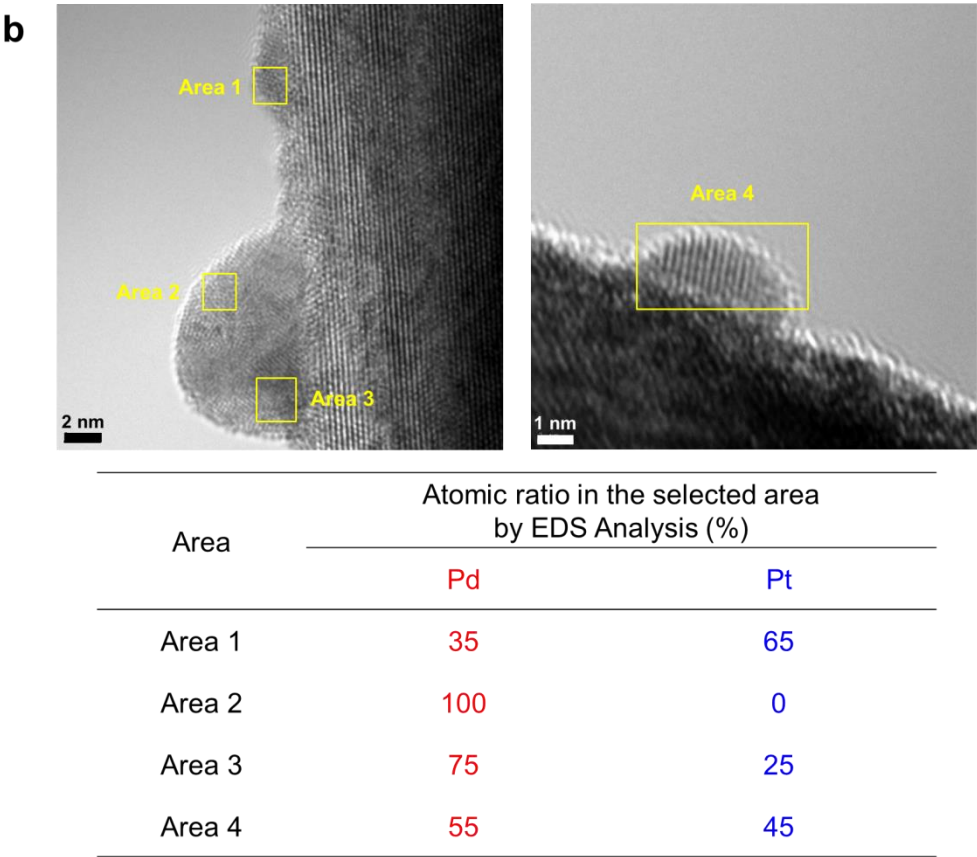 b
Area 1
Area 2
Area 3
2 nm
Area 4
1 nm
Atomic ratio in the selected area
by EDS Analysis (%)
Area
Pd Pt
Area 1 35 65
Area 2 100 0
Area 3 75 25
Area 4 55 45